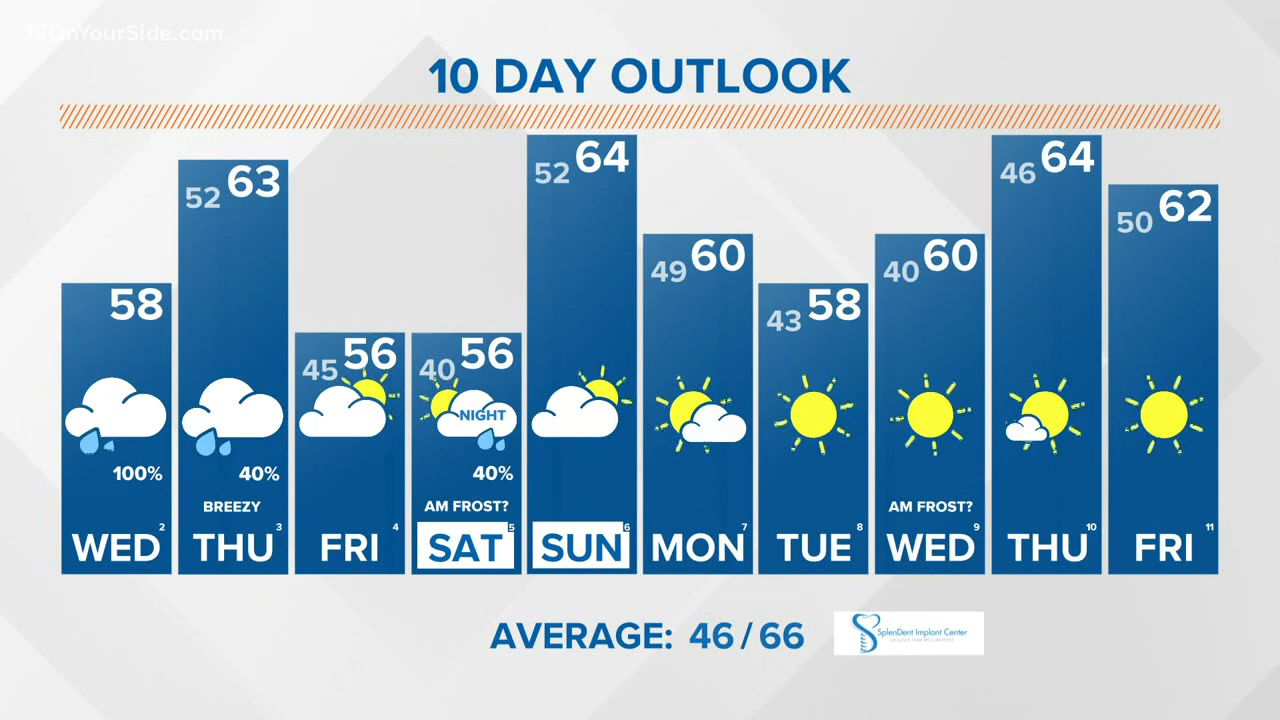 13OnYourSide.com
10 DAY OUTLOOK
58
100%
WED 2
52 63
40%
BREEZY
THU 3
45 56
FRI 4
40 56
NIGHT
40%
AM FROST?
SAT 5
52 64
SUN 6
49 60
MON 7
43 58
TUE 8
40 60
AM FROST?
WED 9
46 64
THU 10
50 62
FRI 11
AVERAGE: 46 / 66
SplenDent Implant Center